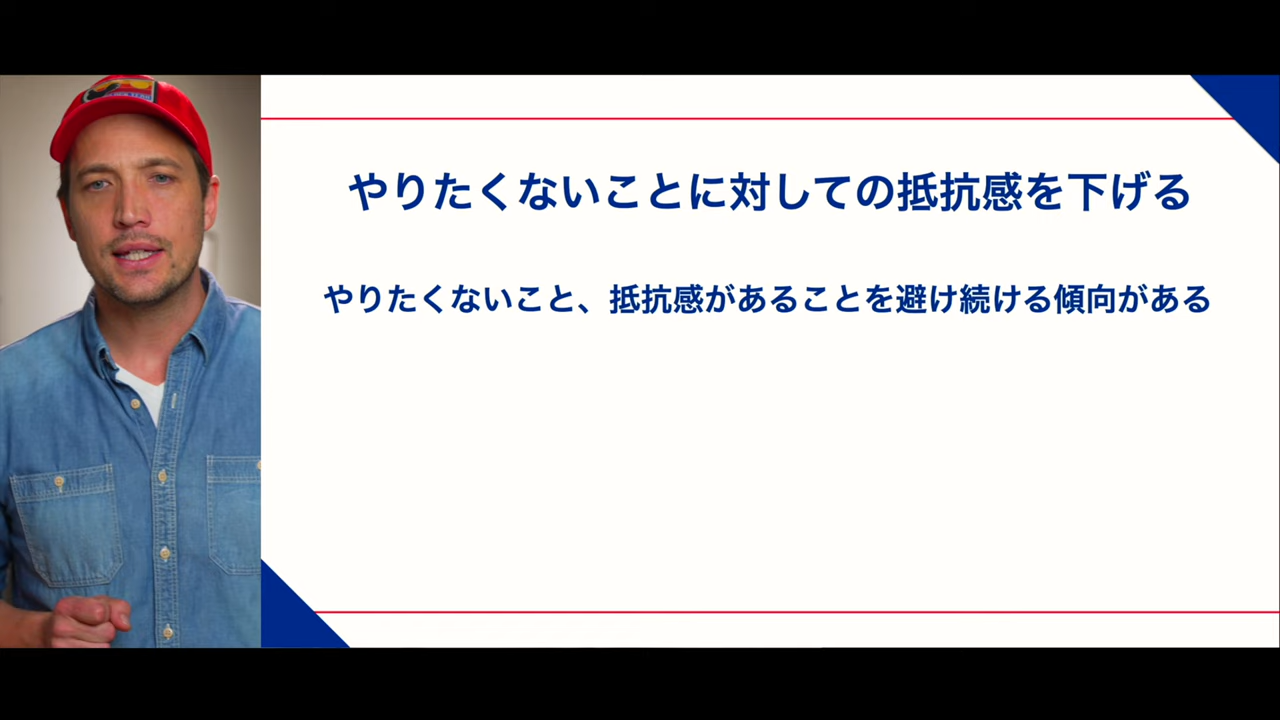 やりたくないことに対しての抵抗感を下げる
やりたくないこと、抵抗感があることを避け続ける傾向がある